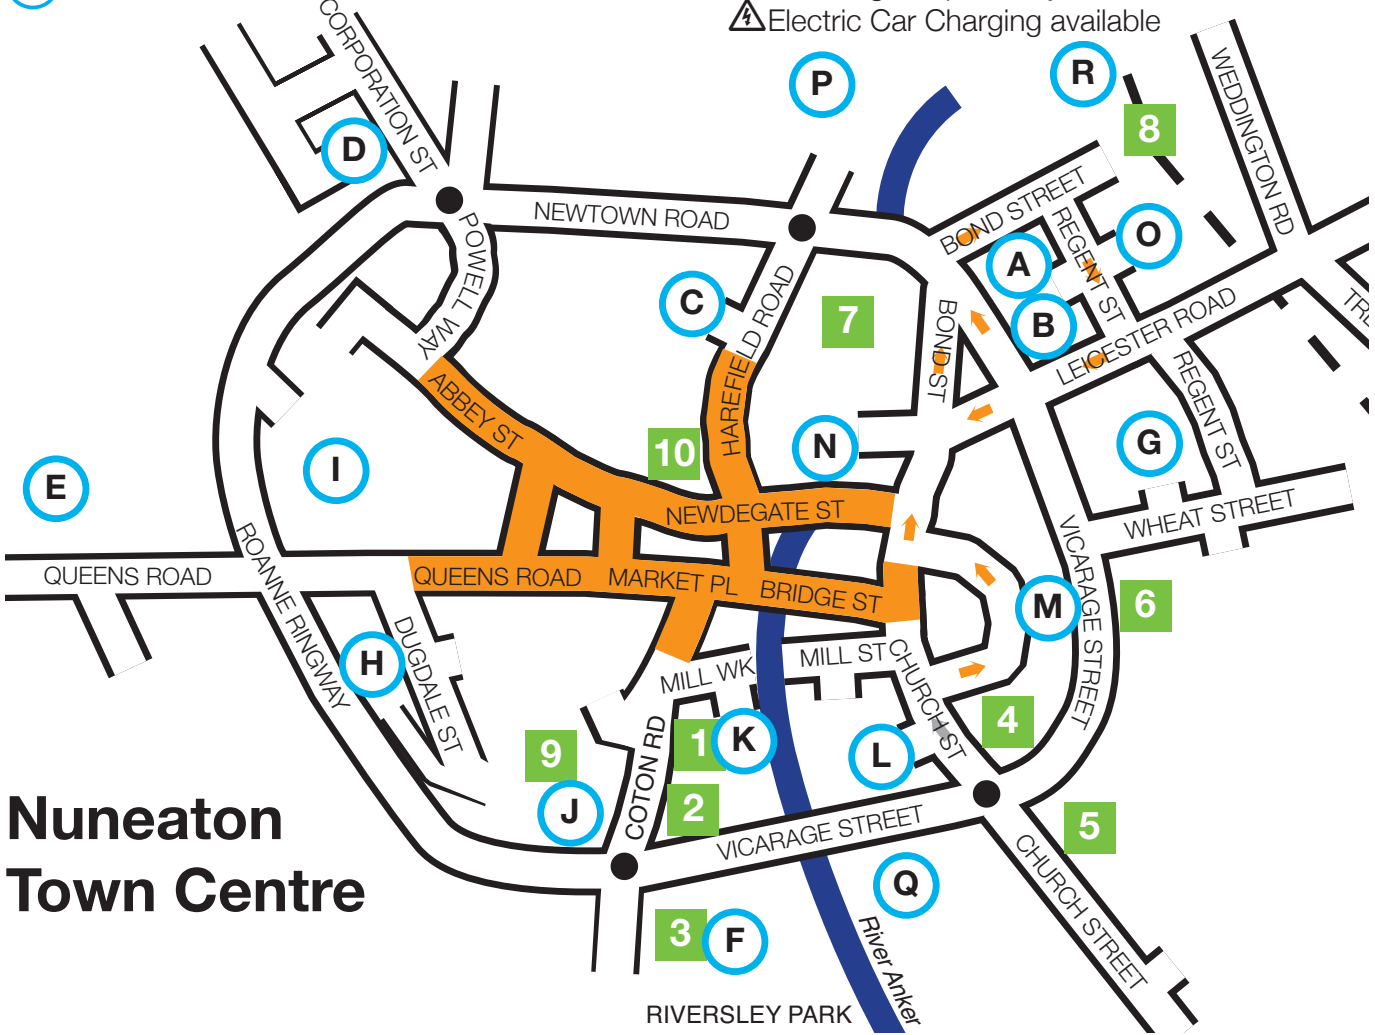 Electric Car Charging available
CORPORATION ST
P
R
8
WEDDINGTON RD
D
NEWTOWN ROAD
POWELL WAY
BOND STREET
REGENT ST
O
A
B
C
HAREFIELD ROAD
7
BOND ST
LEICESTER ROAD
TRE
REGENT ST
ABBEY ST
10
N
G
I
E
NEWDEGATE ST
WHEAT STREET
VICARAGE STREET
ROANNE RINGWAY
QUEENS ROAD
QUEENS ROAD
MARKET PL
BRIDGE ST
M
6
H
DUGDALE ST
MILL WK
MILL ST
CHURCH ST
4
9
1
K
L
COTON RD
J
2
VICARAGE STREET
5
CHURCH STREET
Nuneaton
Town Centre
Q
3
F
River Anker
RIVERSLEY PARK